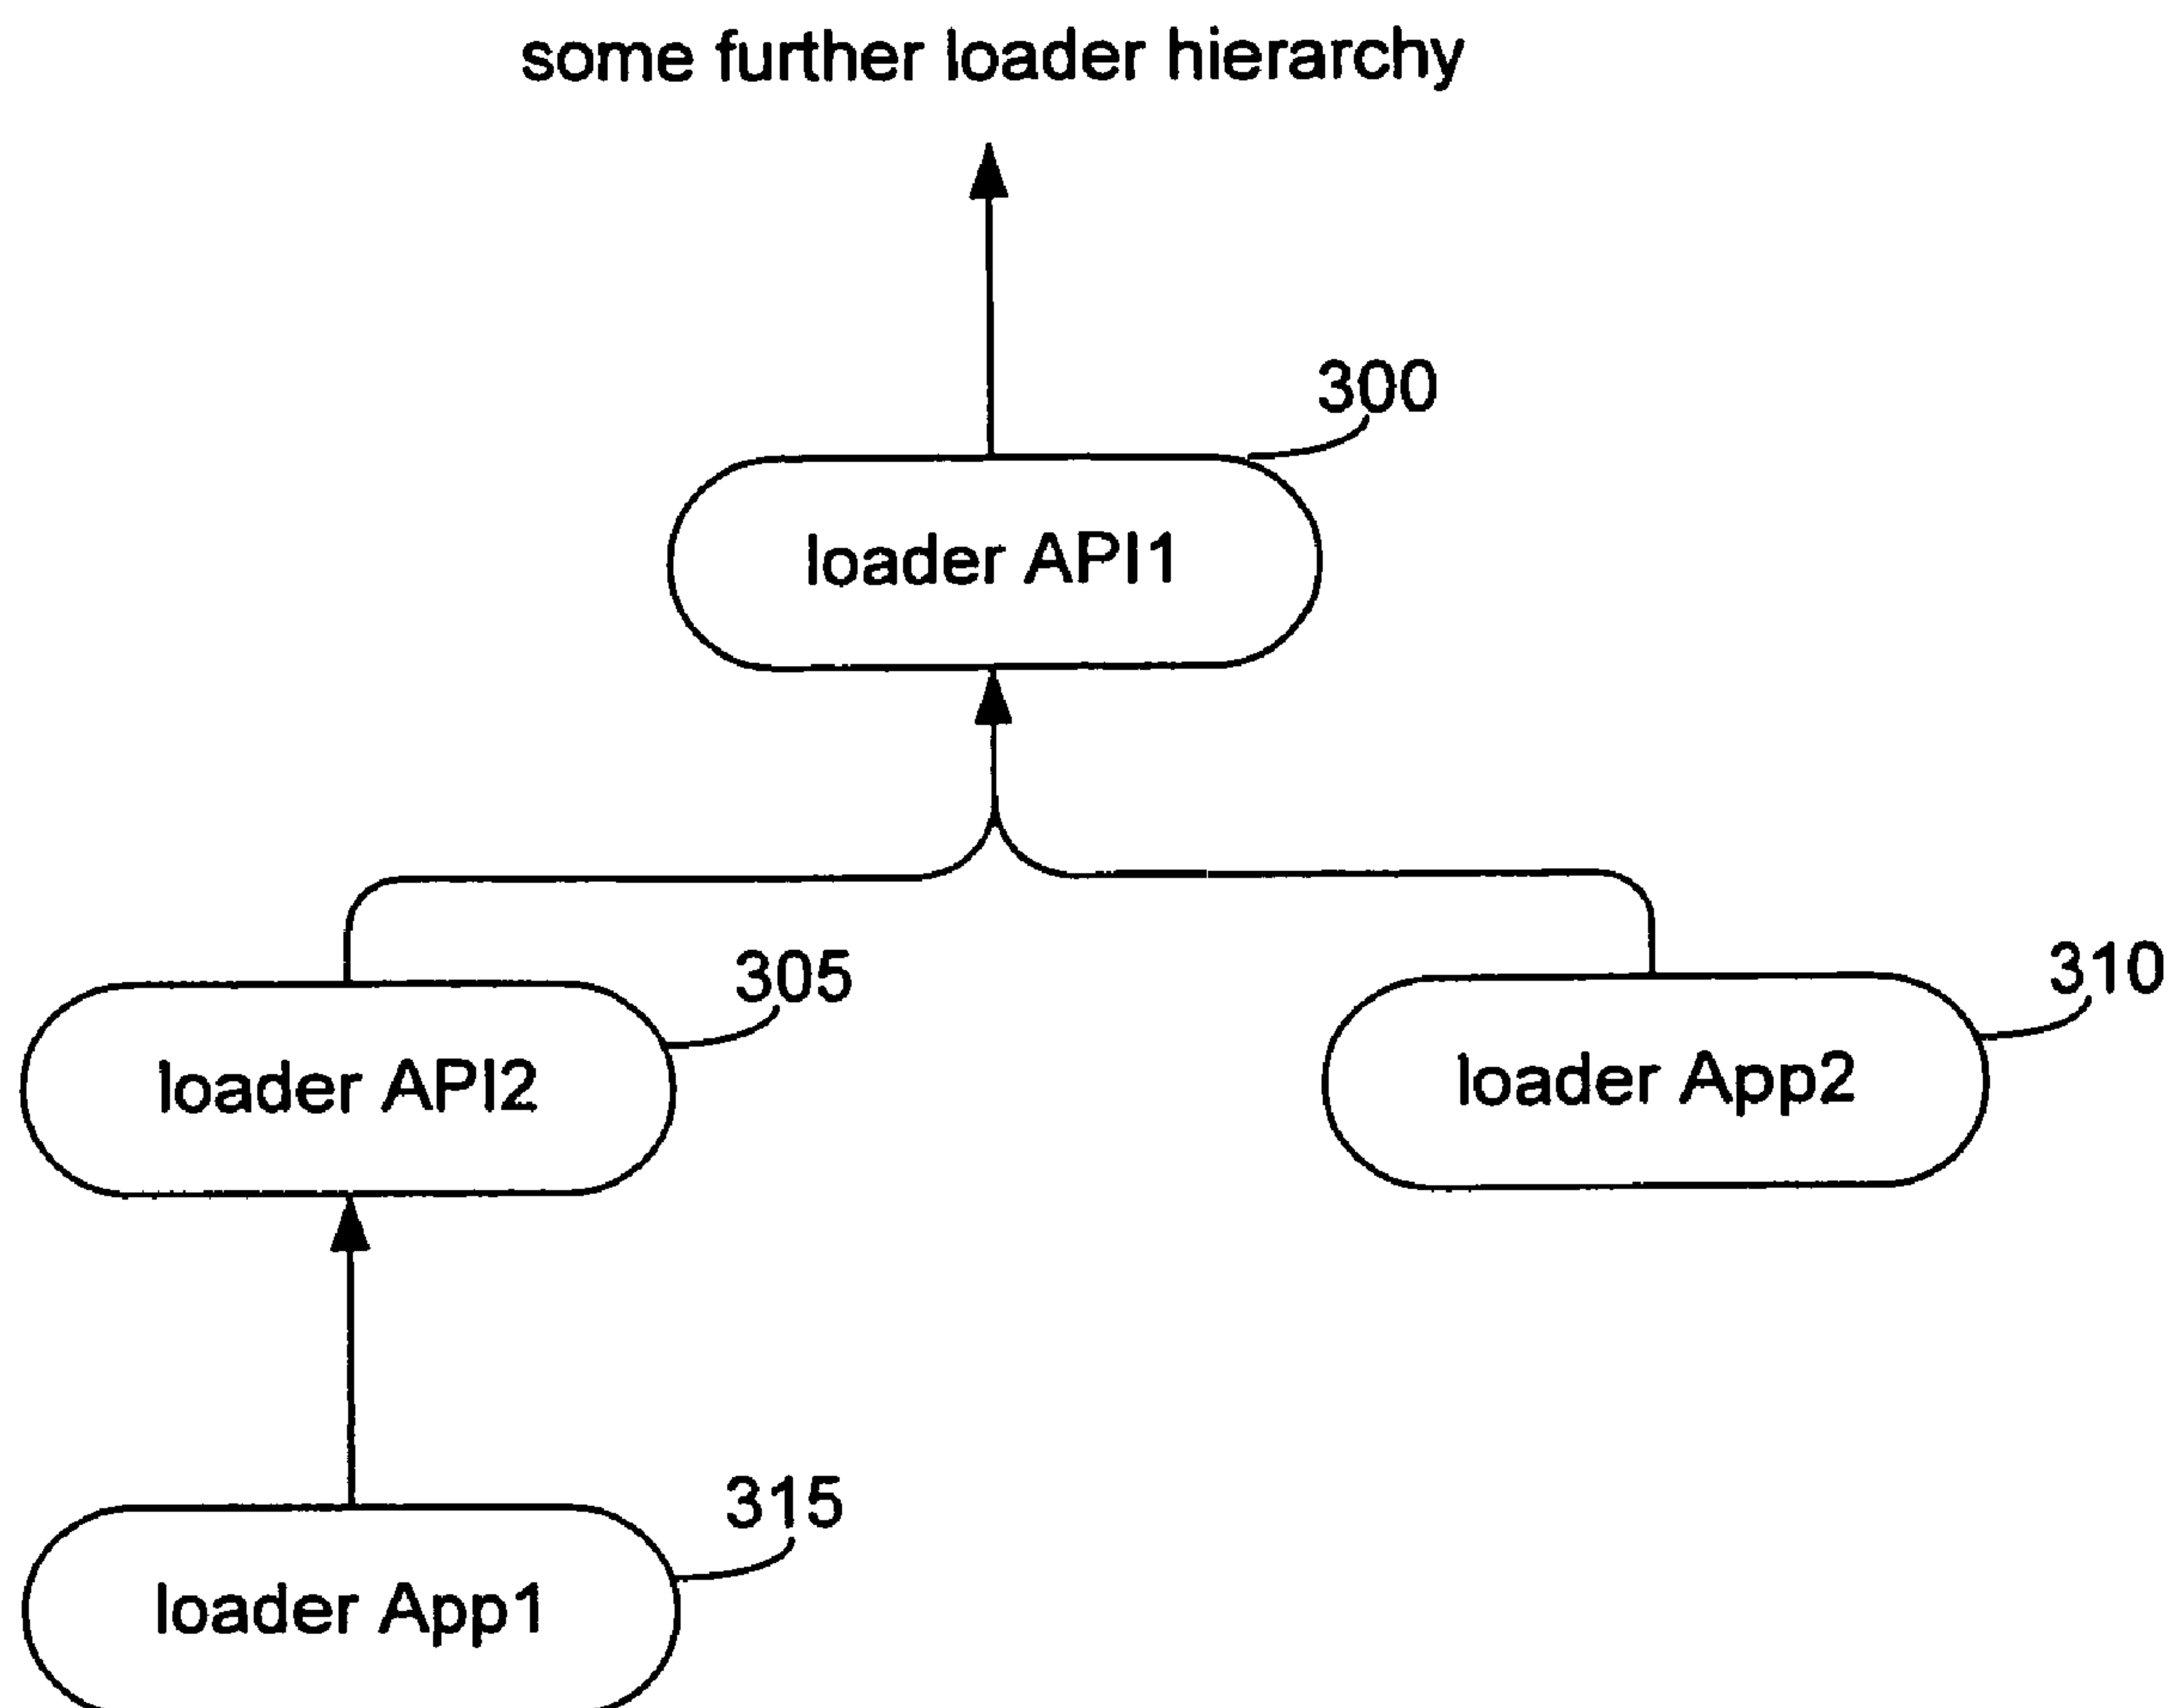 some further loader hierarchy
300
loader API1
305
310
loader API2
loader App2
315
loader App1